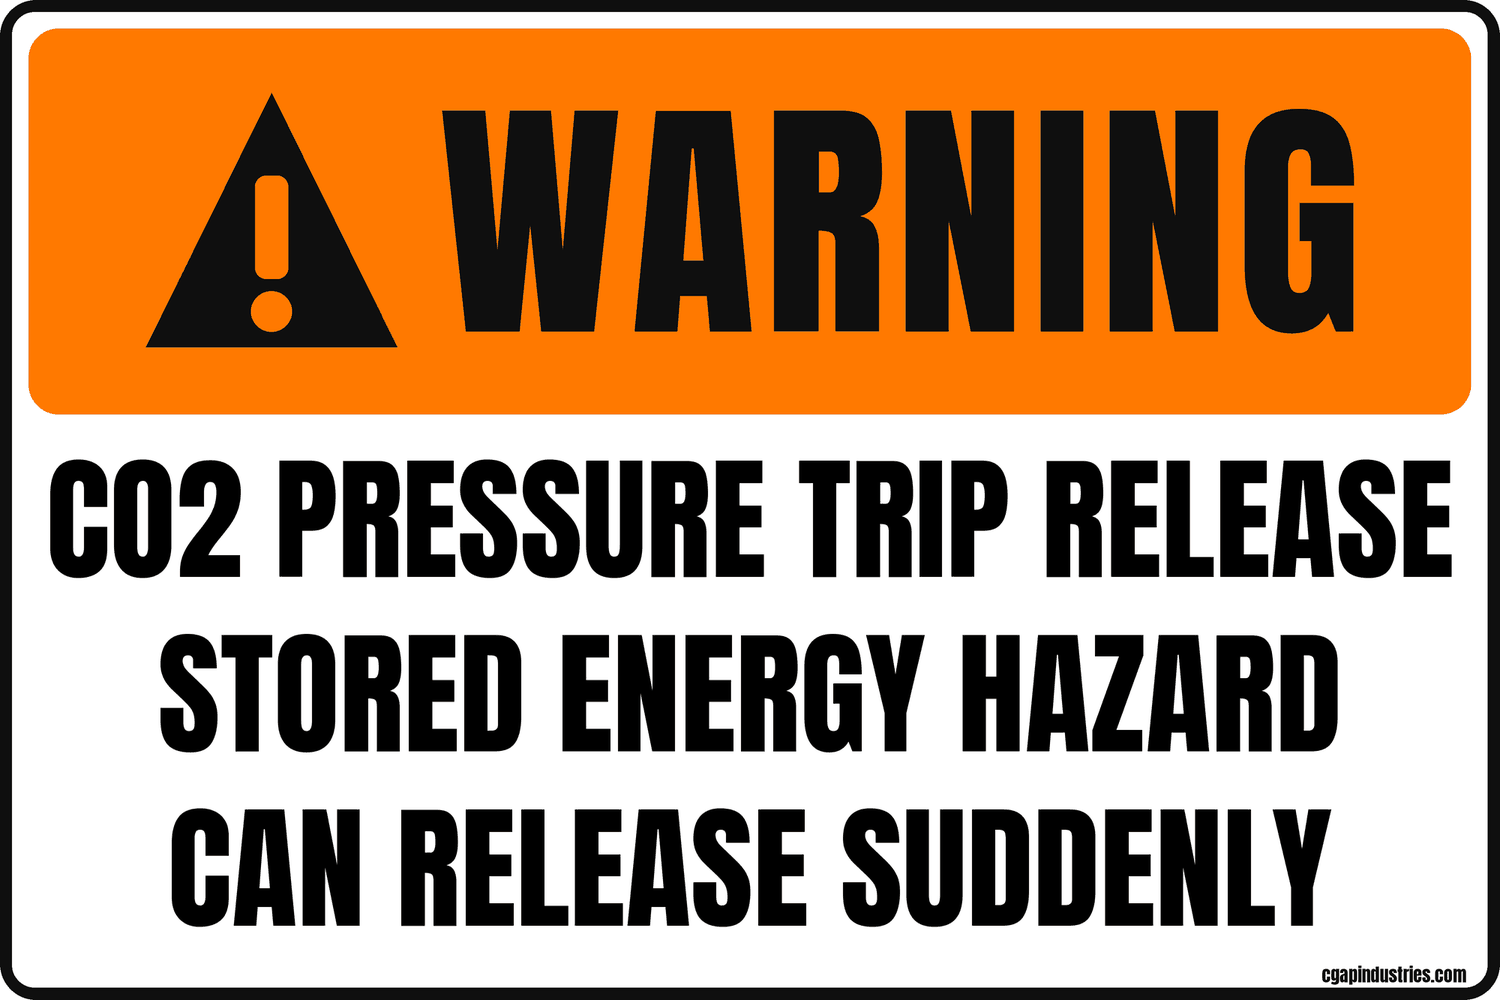 WARNING
CO2 PRESSURE TRIP RELEASE
STORED ENERGY HAZARD
CAN RELEASE SUDDENLY
cgapindustries.com